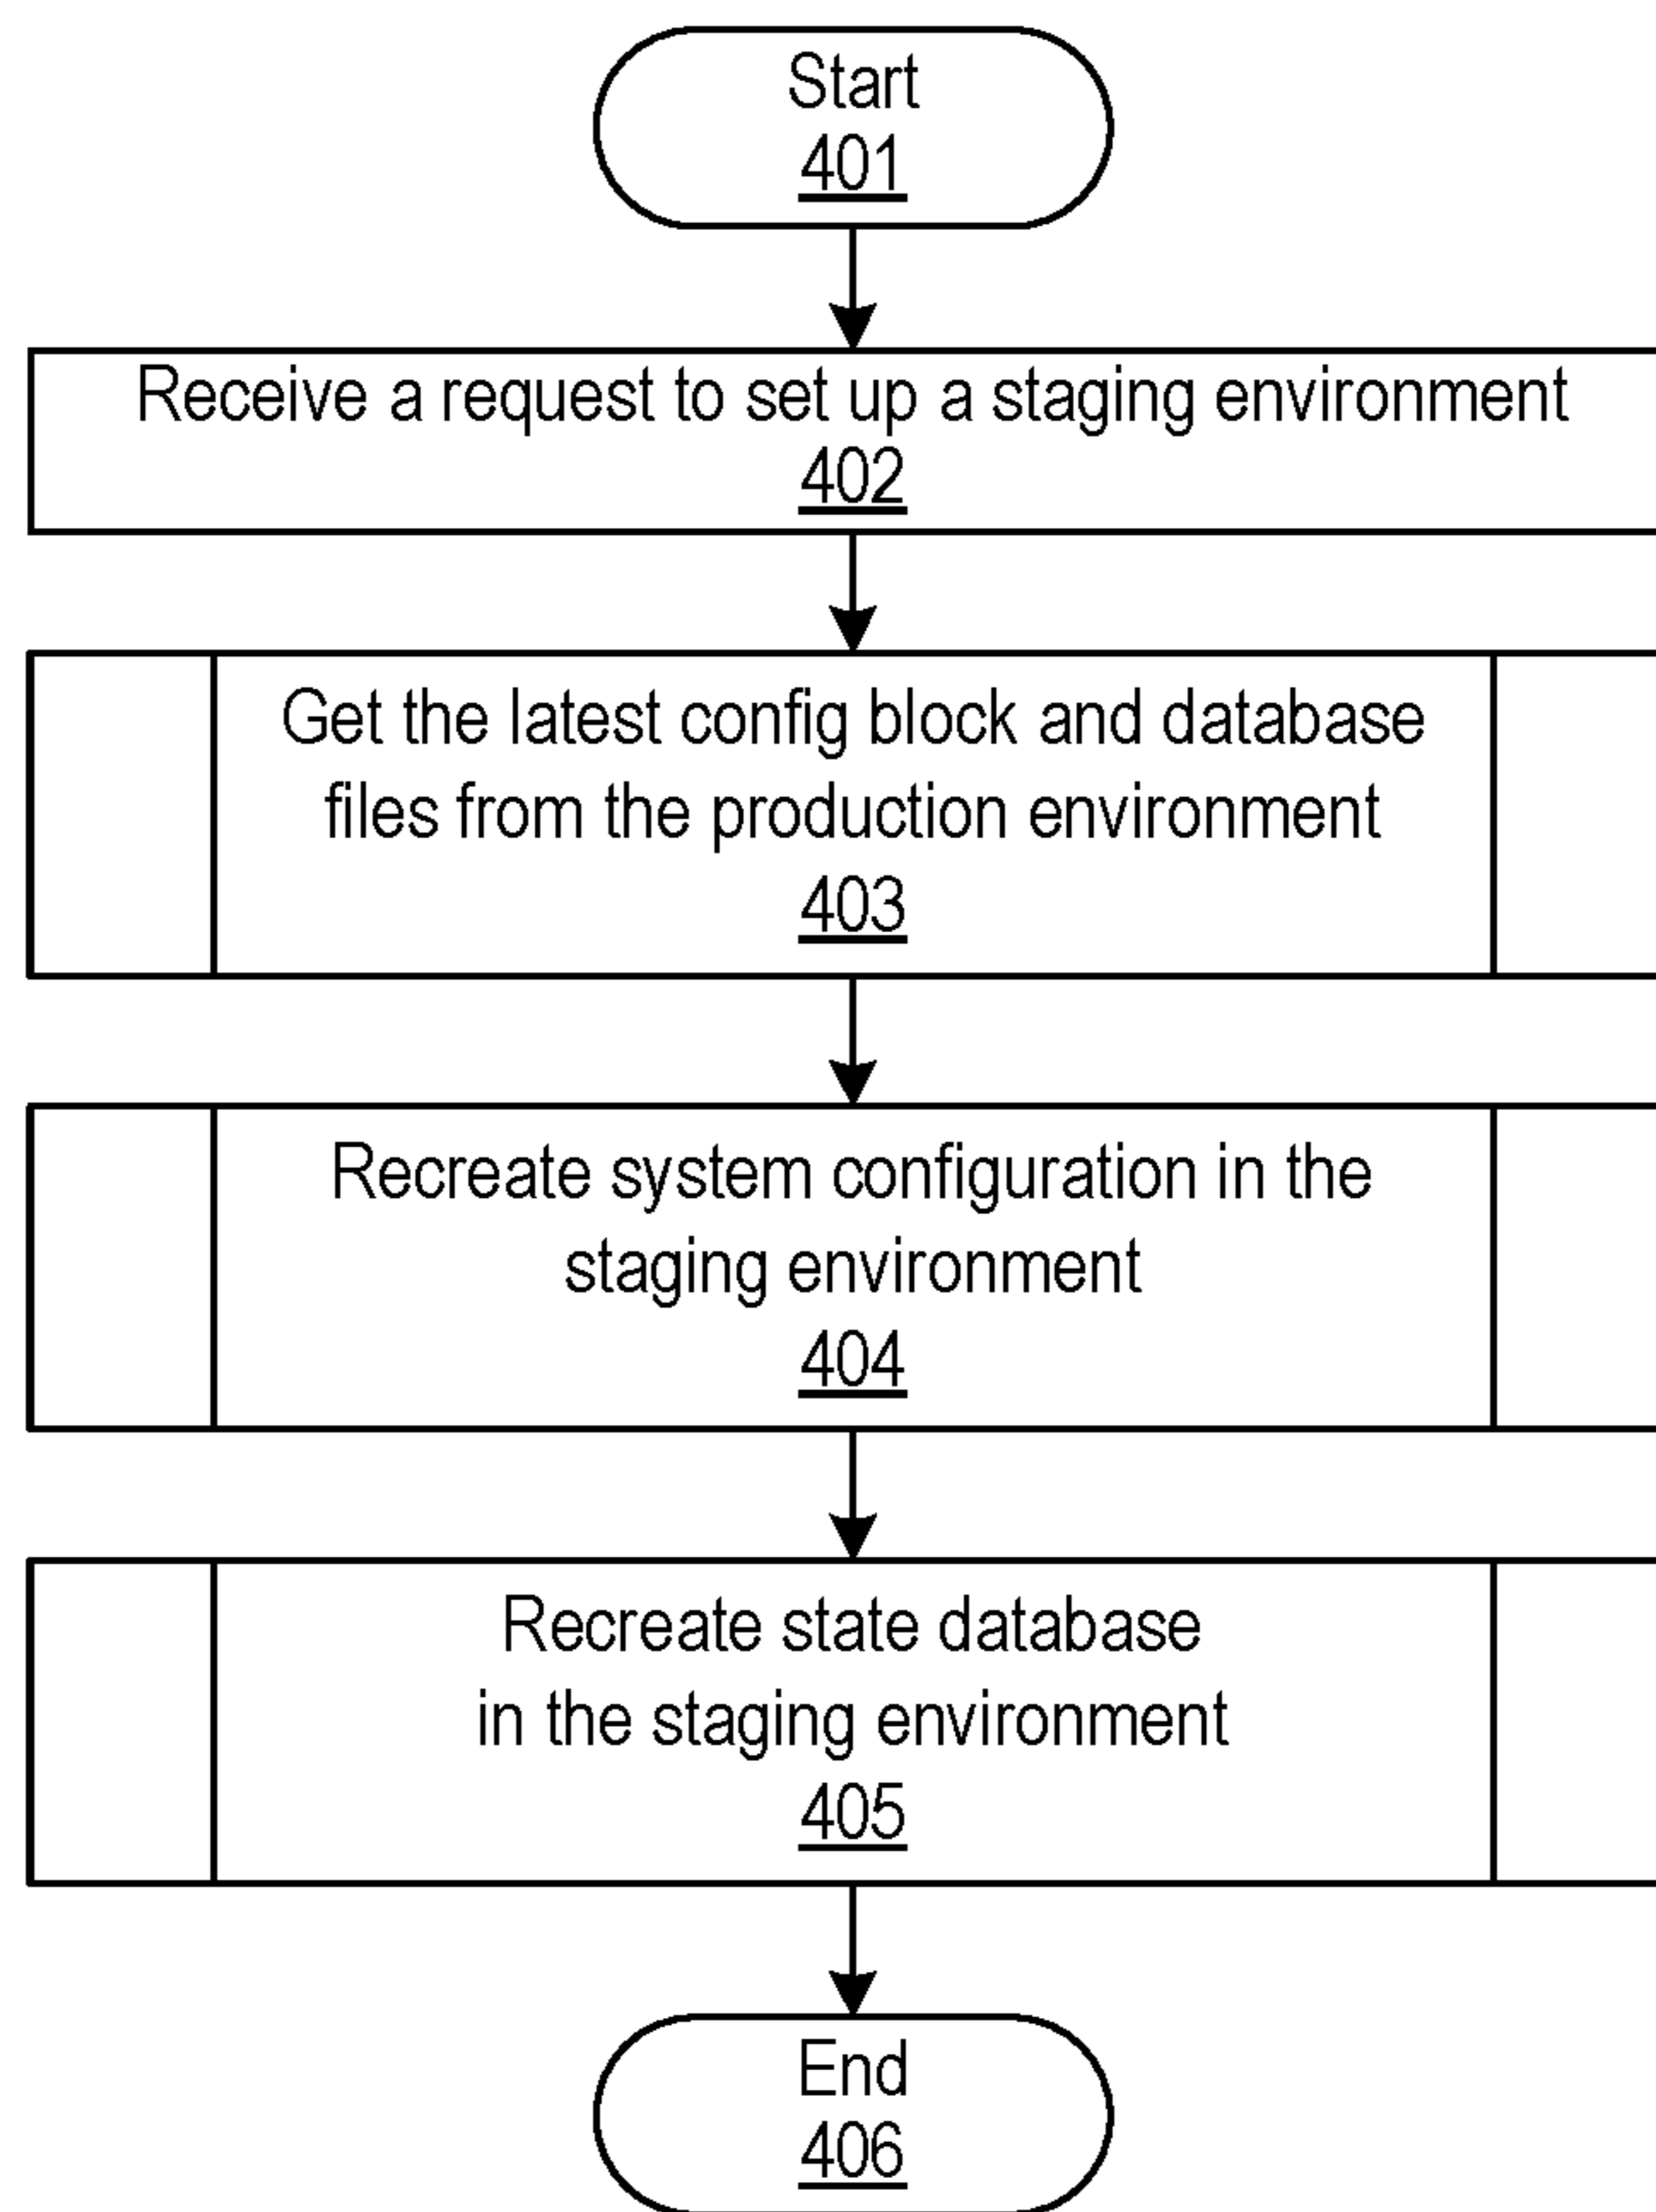 Start
401
Receive a request to set up a staging environment
402
Get the latest config block and database
files from the production environment
403
Recreate system configuration in the
staging environment
404
Recreate state database
in the staging environment
405
End
406